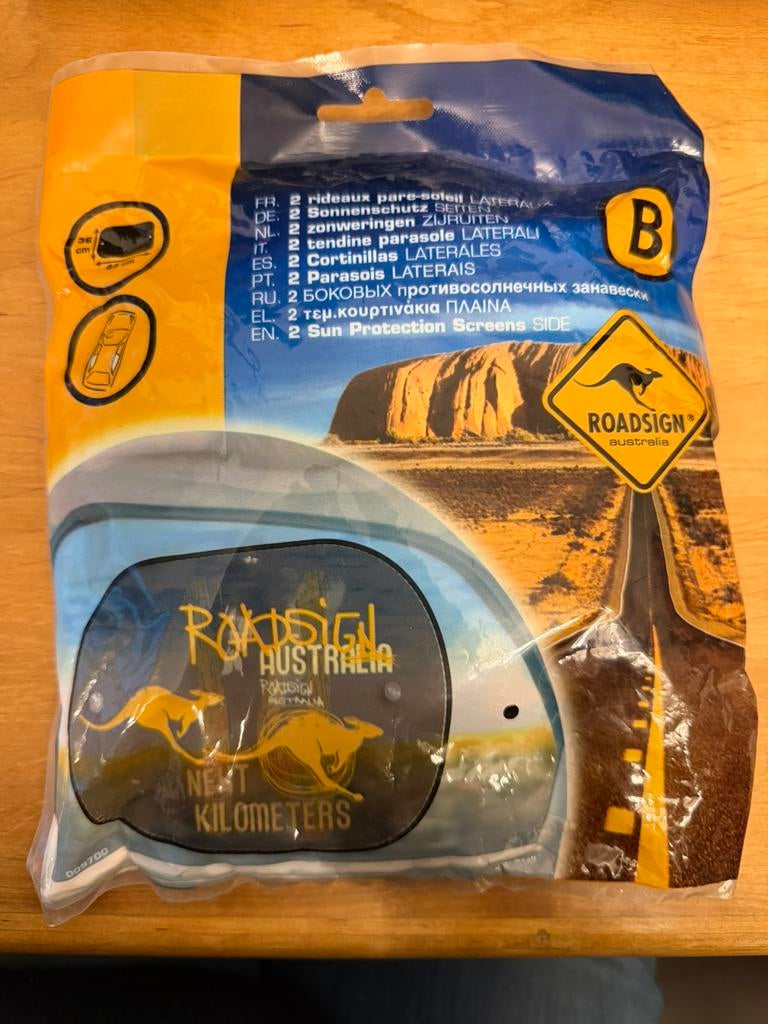 FR. 2 rideaux pare-soleil LATERAUX
DE. 2 Sonnenschutz SEITEN
NL. 2 zonweringen ZIJRUITEN
IT. 2 tendine parasole LATERALI
ES. 2 Cortinillas LATERALES
PT. 2 Parasois LATERAIS
RU. 2 БОКОВЫХ противосолнечных занавески
EL. 2 τεμ.κουρτινάκια ΠΛΑΙΝΑ
EN. 2 Sun Protection Screens SIDE
B
36
cm
cm
ROADSIGN®
australia
ROADSIGN
AUSTRALIA
ROADSIGN
AUSTRALIA
NEXT
KILOMETERS